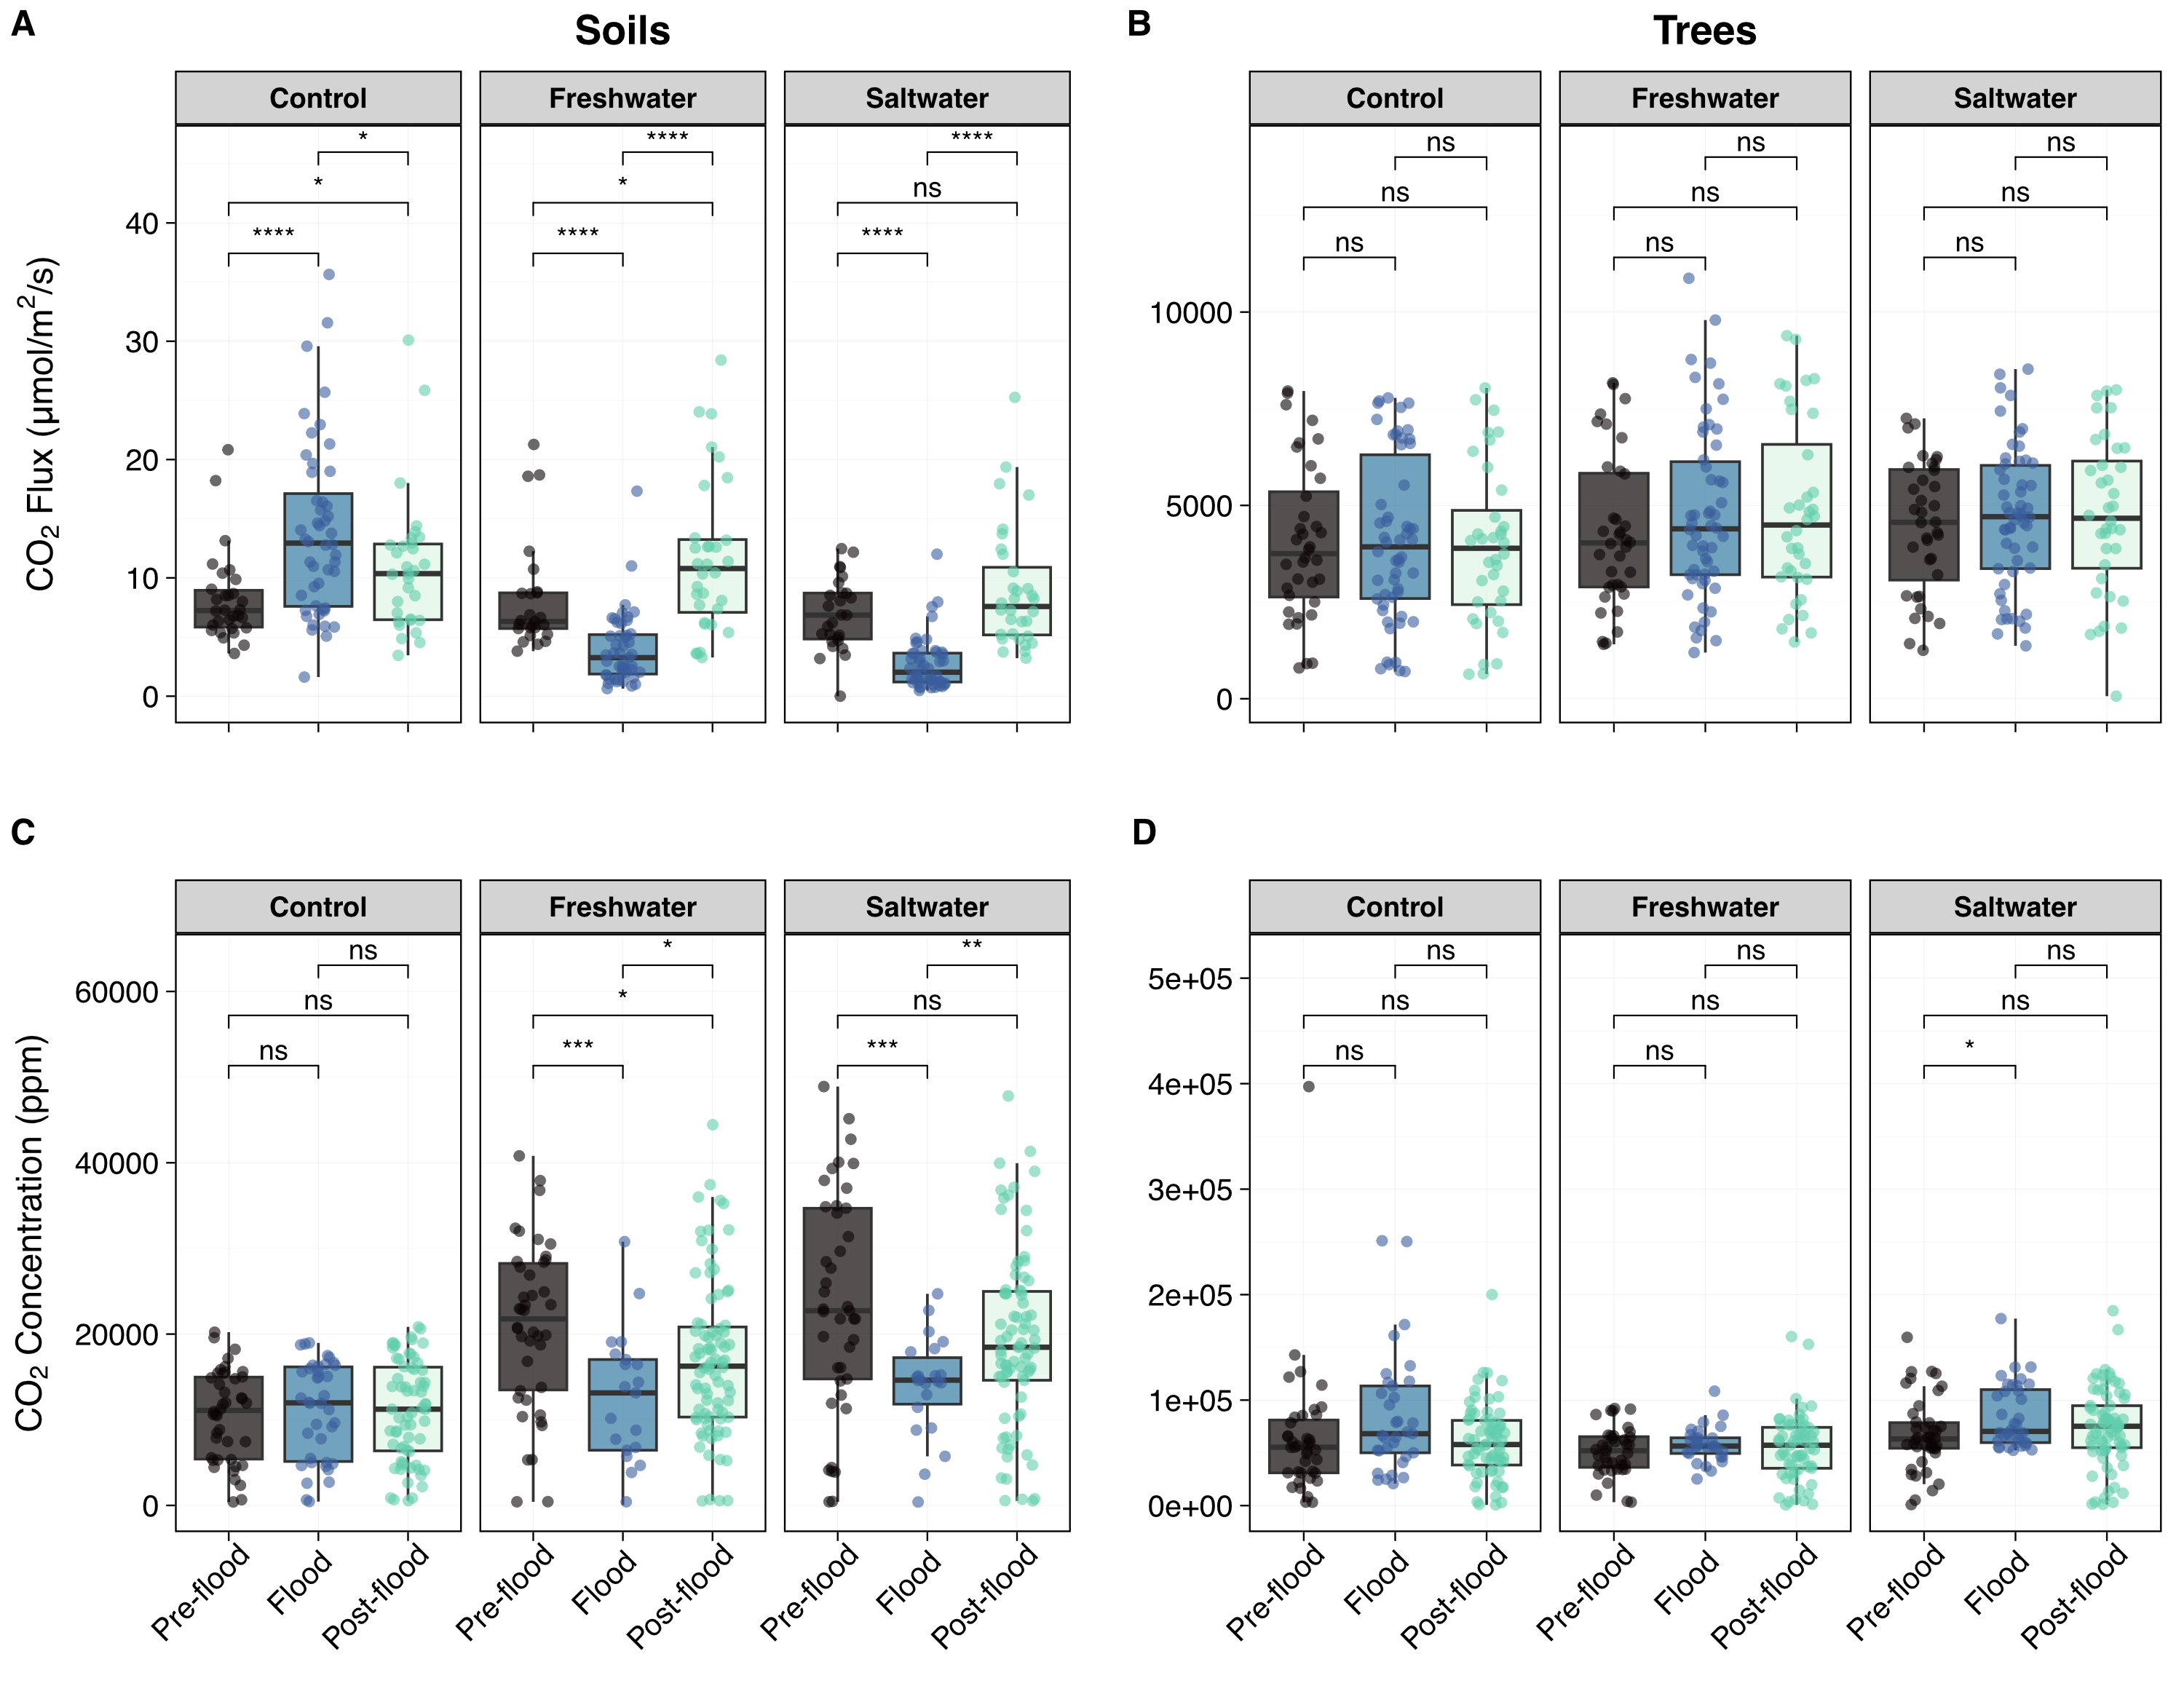 A
Soils
B
Trees
Control
Freshwater
Saltwater
Control
Freshwater
Saltwater
*
****
****
ns
ns
ns
*
*
ns
ns
ns
ns
****
****
****
ns
ns
ns
CO2 Flux (μmol/m2/s)
40
30
20
10
0
10000
5000
0
C
D
Control
Freshwater
Saltwater
Control
Freshwater
Saltwater
ns
*
**
ns
ns
ns
ns
*
ns
ns
ns
ns
ns
***
***
ns
ns
*
CO2 Concentration (ppm)
60000
40000
20000
0
5e+05
4e+05
3e+05
2e+05
1e+05
0e+00
Pre-flood
Flood
Post-flood
Pre-flood
Flood
Post-flood
Pre-flood
Flood
Post-flood
Pre-flood
Flood
Post-flood
Pre-flood
Flood
Post-flood
Pre-flood
Flood
Post-flood